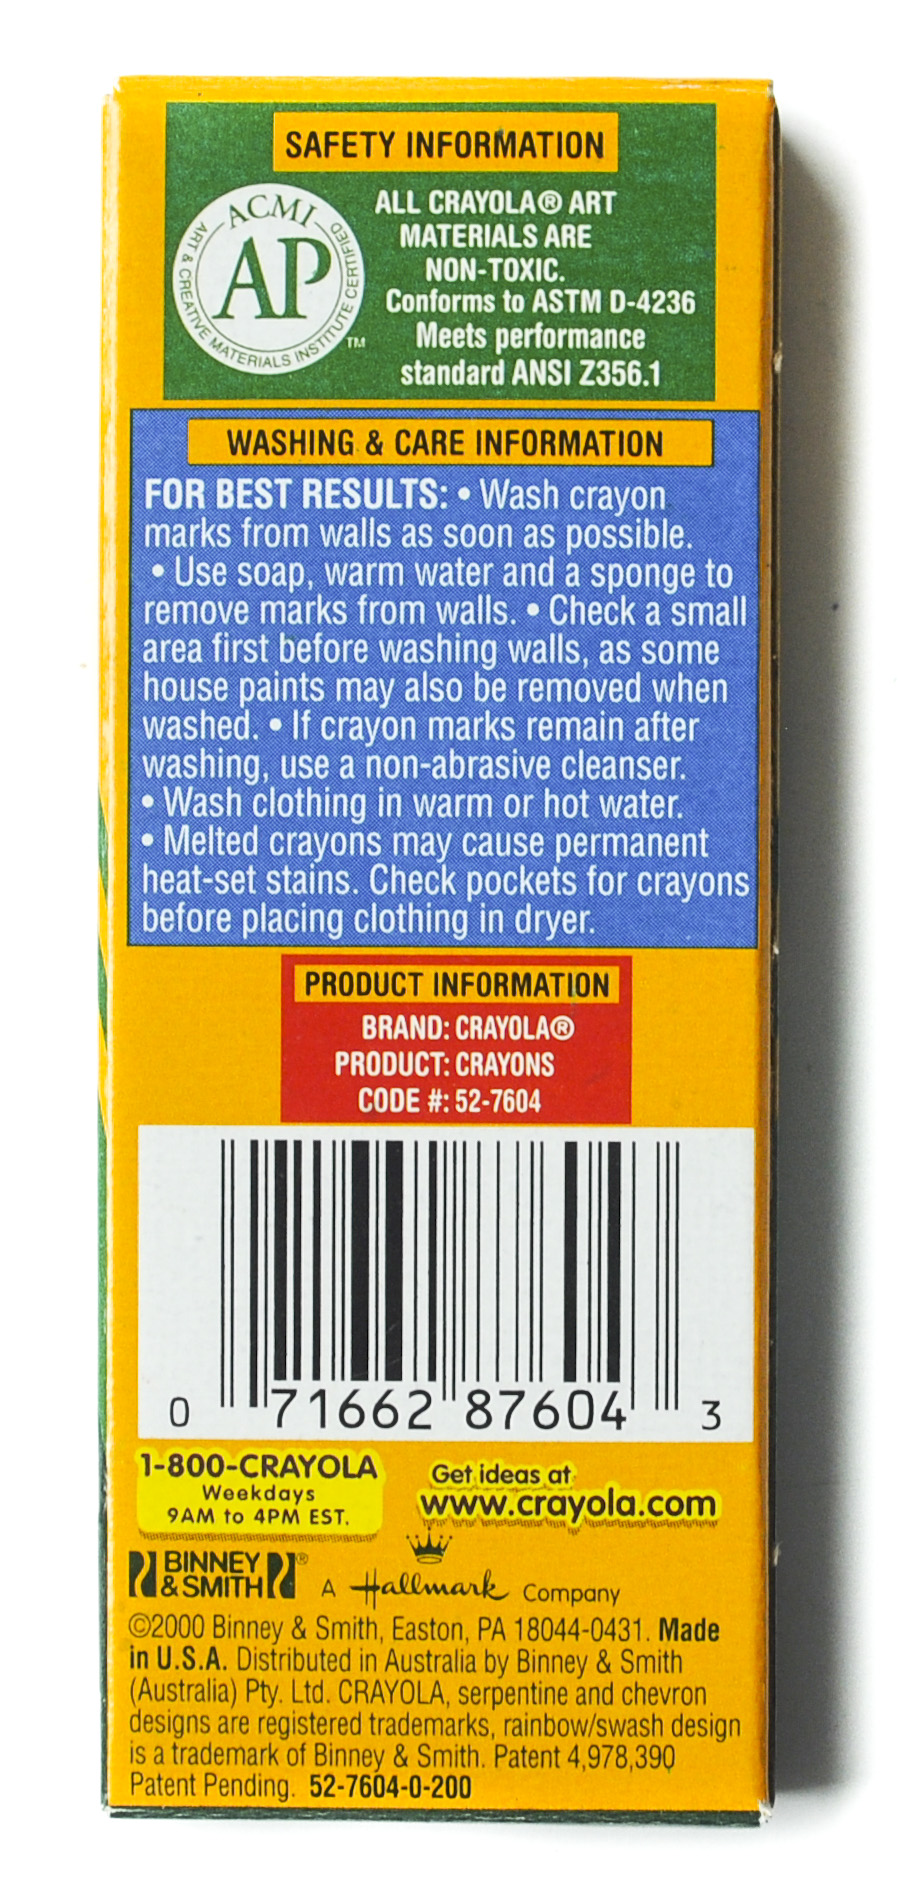 SAFETY INFORMATION
ACMI
AP
ART & CREATIVE MATERIALS INSTITUTE CERTIFIED
TM
ALL CRAYOLA® ART
MATERIALS ARE
NON-TOXIC.
Conforms to ASTM D-4236
Meets performance
standard ANSI Z356.1
WASHING & CARE INFORMATION
FOR BEST RESULTS: • Wash crayon
marks from walls as soon as possible.
• Use soap, warm water and a sponge to
remove marks from walls. • Check a small
area first before washing walls, as some
house paints may also be removed when
washed. • If crayon marks remain after
washing, use a non-abrasive cleanser.
• Wash clothing in warm or hot water.
• Melted crayons may cause permanent
heat-set stains. Check pockets for crayons
before placing clothing in dryer.
PRODUCT INFORMATION
BRAND: CRAYOLA®
PRODUCT: CRAYONS
CODE #: 52-7604
0 71662 87604 3
1-800-CRAYOLA
Weekdays
9AM to 4PM EST.
Get ideas at
www.crayola.com
BINNEY
& SMITH®
A Hallmark Company
©2000 Binney & Smith, Easton, PA 18044-0431. Made
in U.S.A. Distributed in Australia by Binney & Smith
(Australia) Pty. Ltd. CRAYOLA, serpentine and chevron
designs are registered trademarks, rainbow/swash design
is a trademark of Binney & Smith. Patent 4,978,390
Patent Pending. 52-7604-0-200